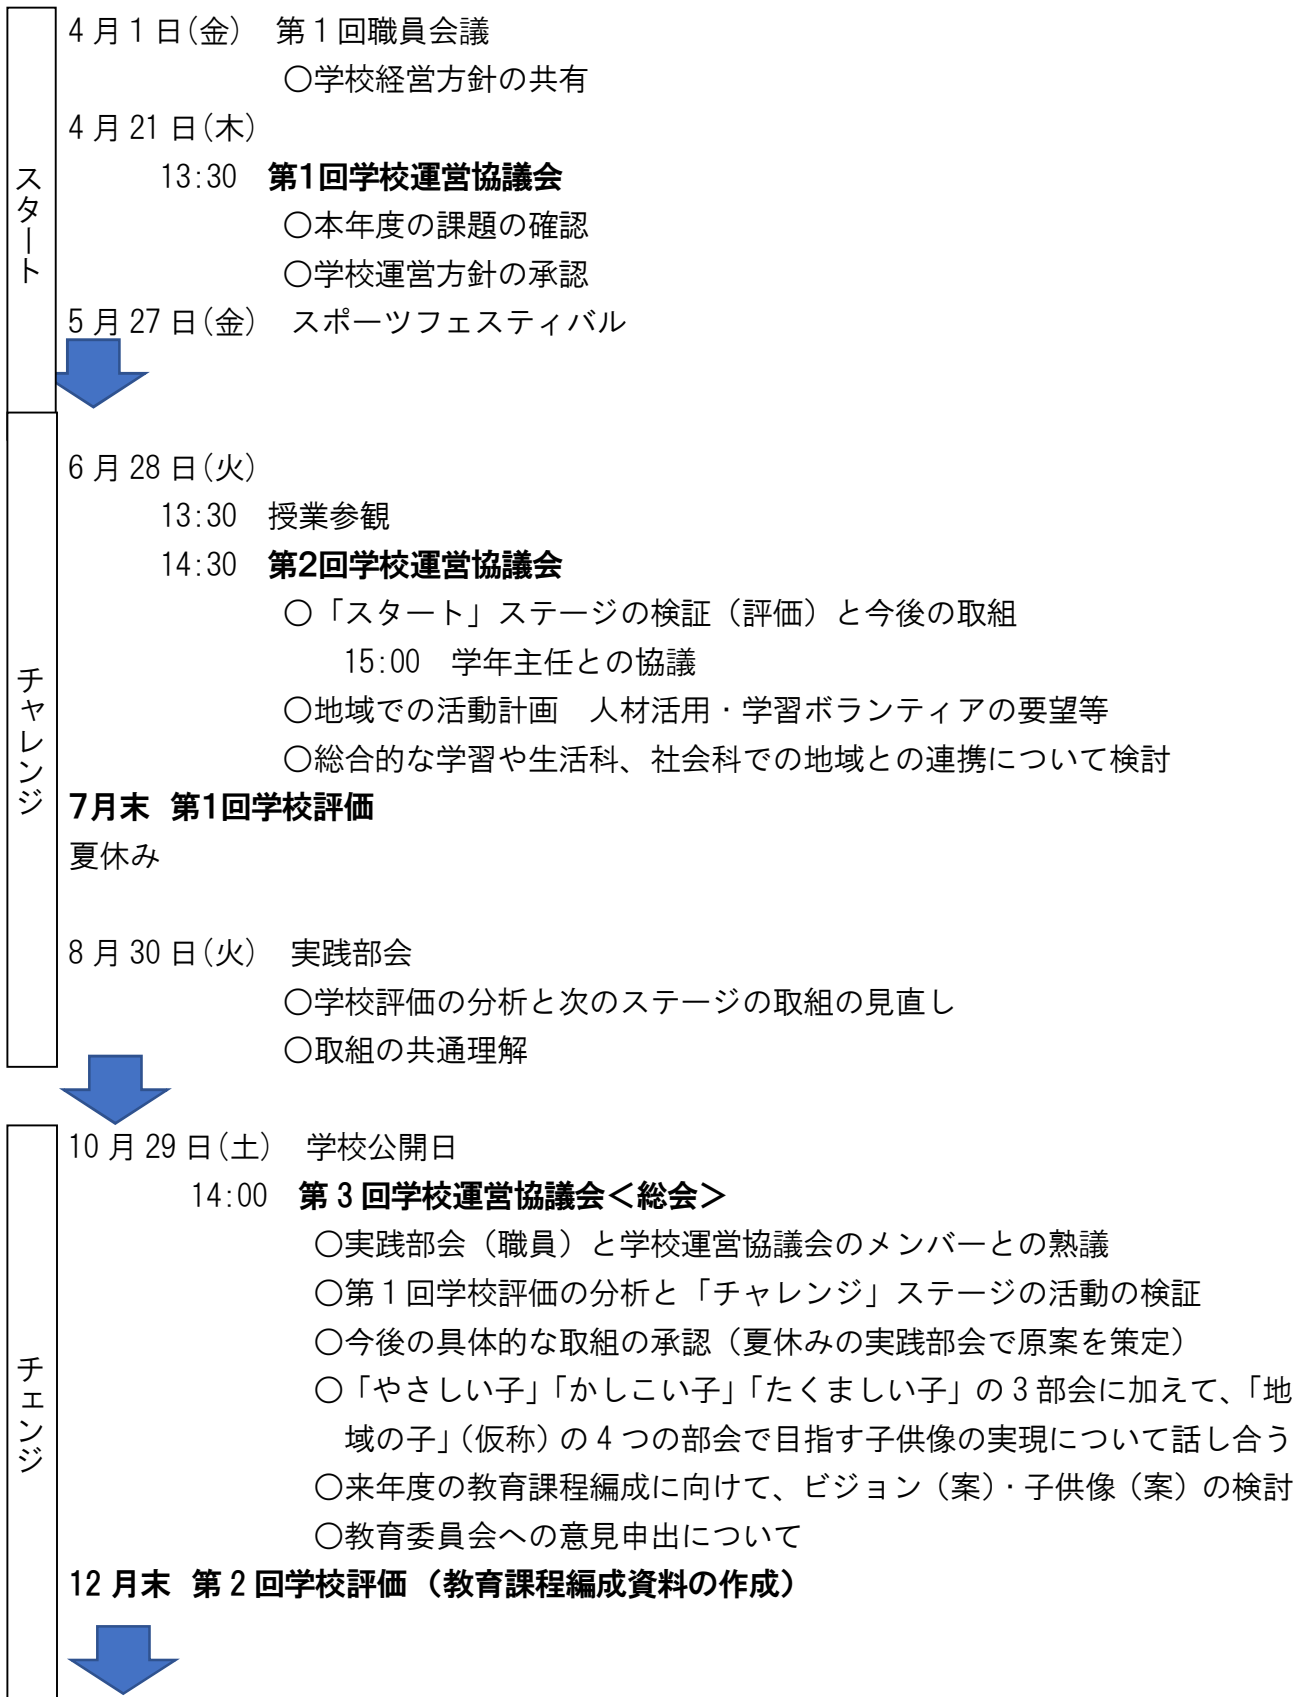 スタート
4月1日(金)　第1回職員会議
○学校経営方針の共有
4月21日(木)
13:30　第1回学校運営協議会
○本年度の課題の確認
○学校運営方針の承認
5月27日(金)　スポーツフェスティバル
チャレンジ
6月28日(火)
13:30　授業参観
14:30　第2回学校運営協議会
○「スタート」ステージの検証（評価）と今後の取組
15:00　学年主任との協議
○地域での活動計画　人材活用・学習ボランティアの要望等
○総合的な学習や生活科、社会科での地域との連携について検討
7月末　第1回学校評価
夏休み
8月30日(火)　実践部会
○学校評価の分析と次のステージの取組の見直し
○取組の共通理解
チェンジ
10月29日(土)　学校公開日
14:00　第3回学校運営協議会＜総会＞
○実践部会（職員）と学校運営協議会のメンバーとの熟議
○第1回学校評価の分析と「チャレンジ」ステージの活動の検証
○今後の具体的な取組の承認（夏休みの実践部会で原案を策定）
○「やさしい子」「かしこい子」「たくましい子」の3部会に加えて、「地
域の子」（仮称）の4つの部会で目指す子供像の実現について話し合う
○来年度の教育課程編成に向けて、ビジョン（案）・子供像（案）の検討
○教育委員会への意見申出について
12月末　第2回学校評価（教育課程編成資料の作成）